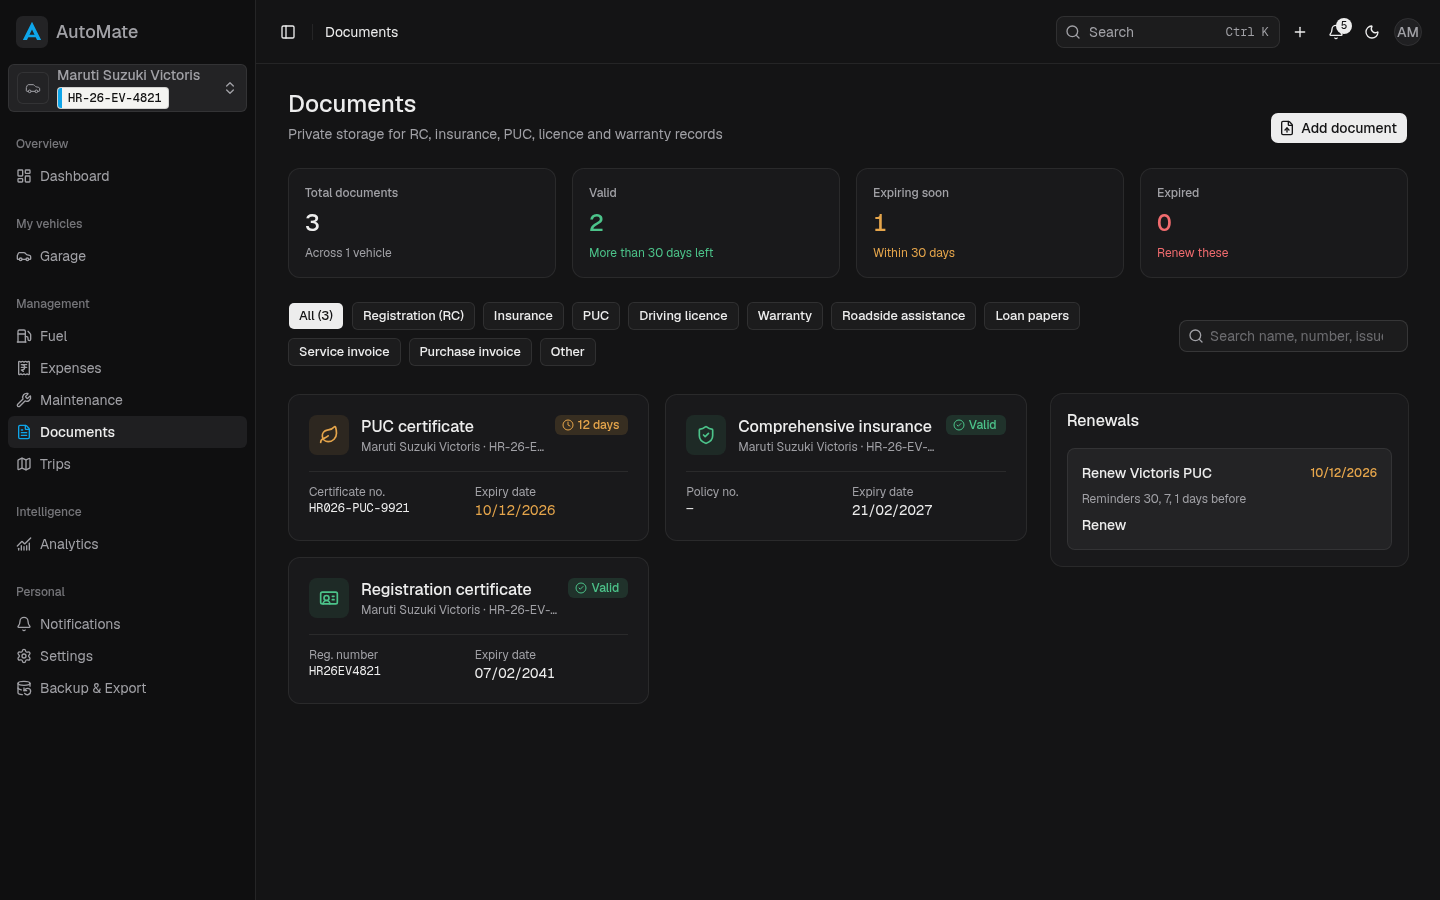 AutoMate
Maruti Suzuki Victoris
HR-26-EV-4821
Overview
Dashboard
My vehicles
Garage
Management
Fuel
Expenses
Maintenance
Documents
Trips
Intelligence
Analytics
Personal
Notifications
Settings
Backup & Export
Documents
Search
Ctrl K
5
AM
Documents
Private storage for RC, insurance, PUC, licence and warranty records
Add document
Total documents
3
Across 1 vehicle
Valid
2
More than 30 days left
Expiring soon
1
Within 30 days
Expired
0
Renew these
All (3)
Registration (RC)
Insurance
PUC
Driving licence
Warranty
Roadside assistance
Loan papers
Service invoice
Purchase invoice
Other
Search name, number, issu
PUC certificate
12 days
Maruti Suzuki Victoris · HR-26-E…
Certificate no.
HR026-PUC-9921
Expiry date
10/12/2026
Comprehensive insurance
Valid
Maruti Suzuki Victoris · HR-26-EV-…
Policy no.
—
Expiry date
21/02/2027
Registration certificate
Valid
Maruti Suzuki Victoris · HR-26-EV-…
Reg. number
HR26EV4821
Expiry date
07/02/2041
Renewals
Renew Victoris PUC
10/12/2026
Reminders 30, 7, 1 days before
Renew